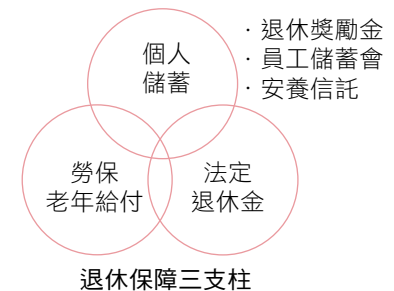 個人
儲蓄
· 退休獎勵金
· 員工儲蓄會
· 安養信託
勞保
老年給付
法定
退休金
退休保障三支柱